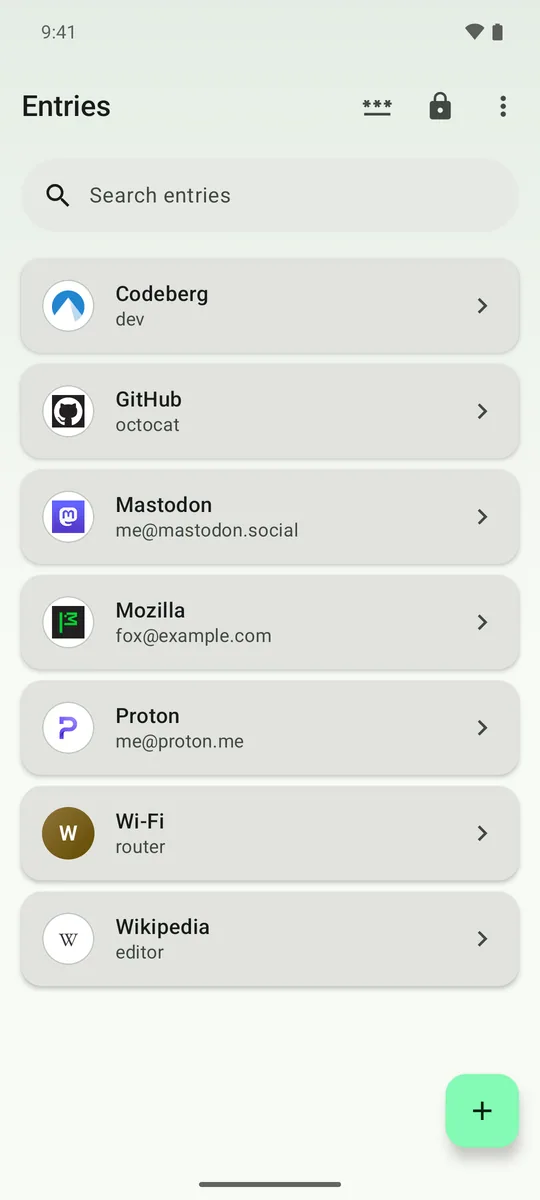 9:41
Entries
***
Search entries
Codeberg
dev
GitHub
octocat
Mastodon
me@mastodon.social
Mozilla
fox@example.com
Proton
me@proton.me
W
Wi-Fi
router
W
Wikipedia
editor